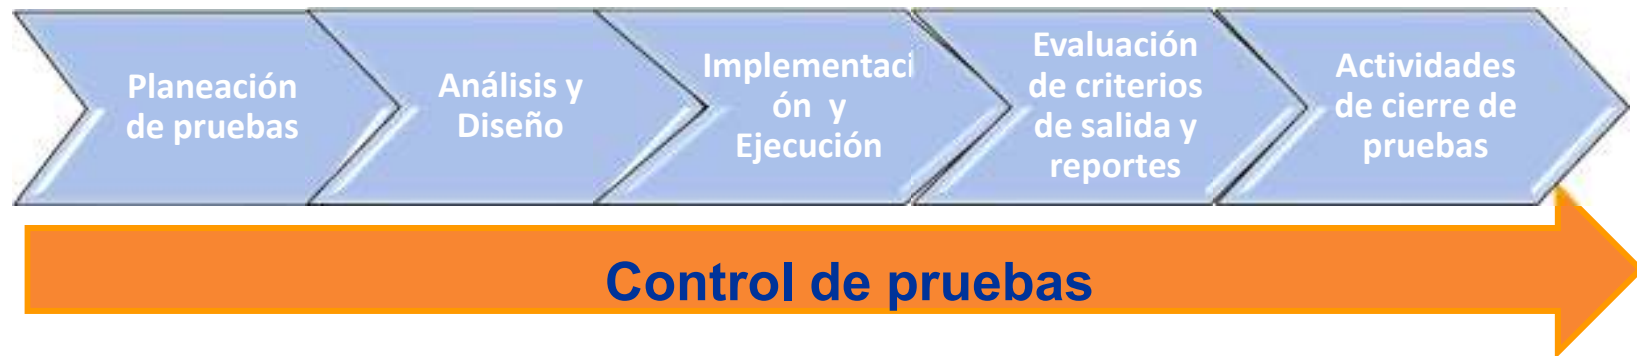 Planeación
de pruebas
Análisis y
Diseño
Implementaci
ón y
Ejecución
Evaluación
de criterios
de salida y
reportes
Actividades
de cierre de
pruebas
Control de pruebas